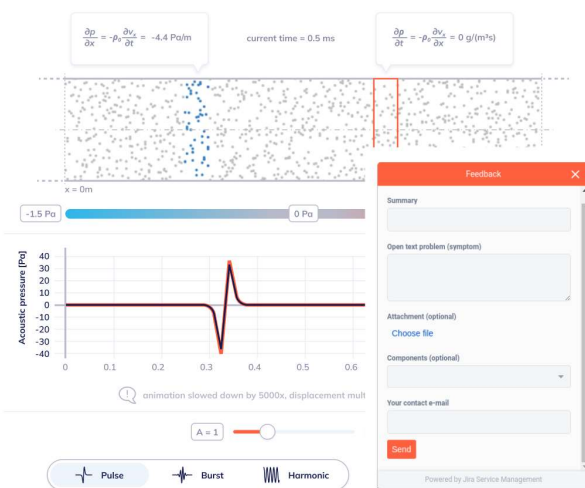 ∂p/∂x = -ρ₀ ∂vₓ/∂t = -4.4 Pa/m
current time = 0.5 ms
∂ρ/∂t = -ρ₀ ∂vₓ/∂x = 0 g/(m³s)
x = 0m
-1.5 Pa
0 Pa
Acoustic pressure [Pa]
40
30
20
10
0
-10
-20
-30
-40
0 0.1 0.2 0.3 0.4 0.5 0.6
animation slowed down by 5000x, displacement mult
A = 1
Pulse
Burst
Harmonic
Feedback
Summary
Open text problem (symptom)
Attachment (optional)
Choose file
Components (optional)
Your contact e-mail
Send
Powered by Jira Service Management